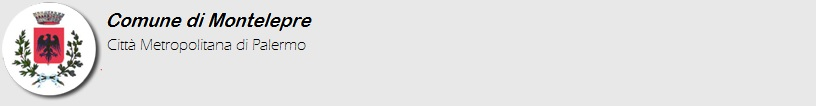 Comune di Montelepre
Città Metropolitana di Palermo